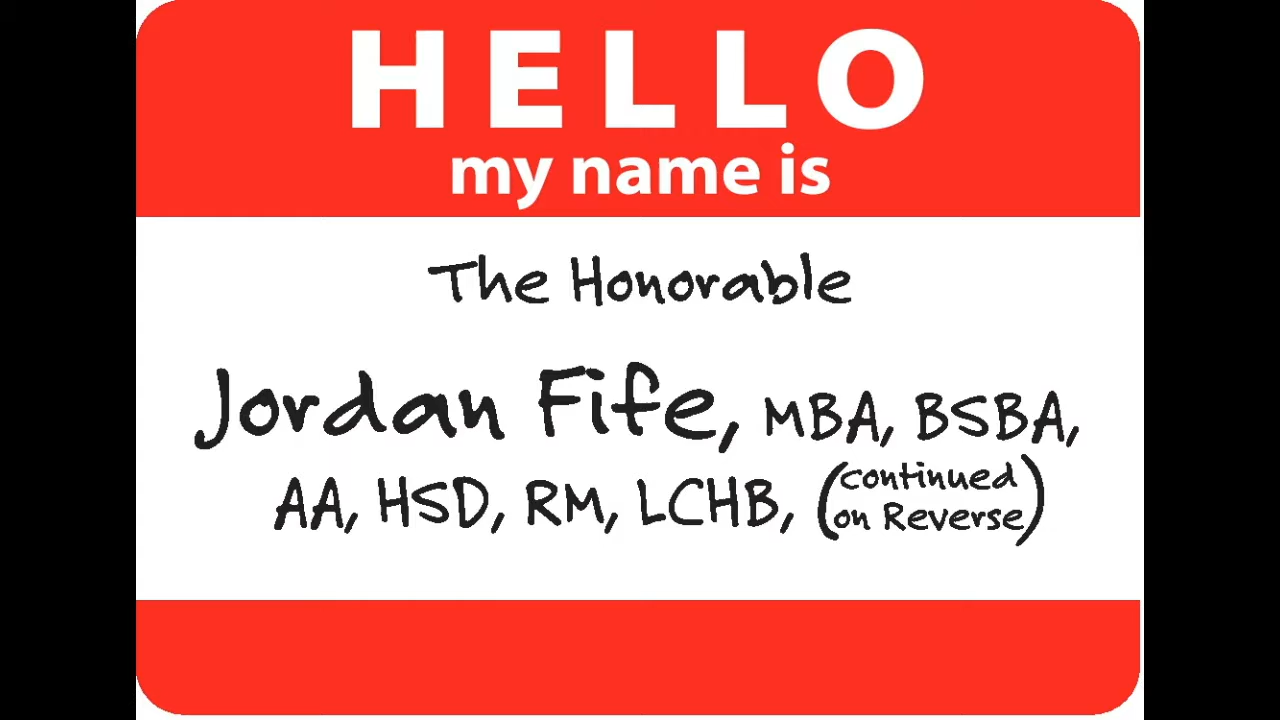 HELLO
my name is
The Honorable
Jordan Fife, MBA, BSBA,
AA, HSD, RM, LCHB, (continued
on Reverse)